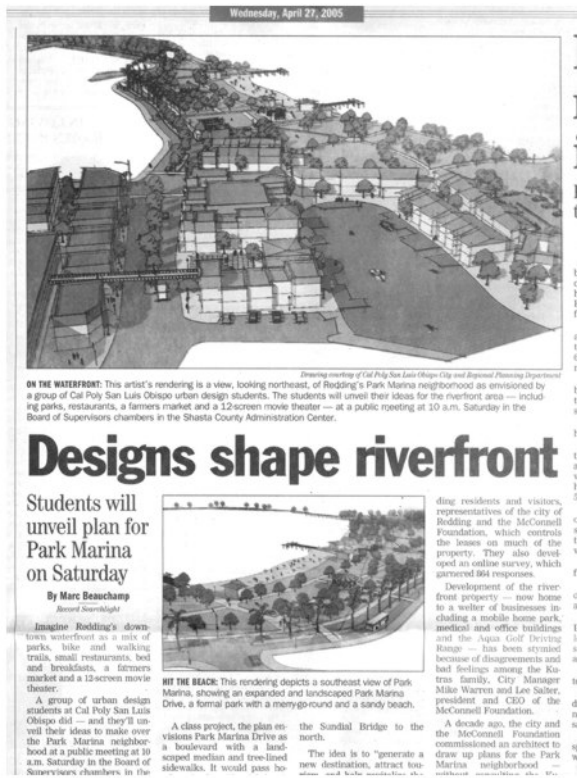 Wednesday, April 27, 2005
Drawing courtesy of Cal Poly San Luis Obispo City and Regional Planning Department
ON THE WATERFRONT: This artist's rendering is a view, looking northeast, of Redding's Park Marina neighborhood as envisioned by
a group of Cal Poly San Luis Obispo urban design students. The students will unveil their ideas for the riverfront area — includ-
ing parks, restaurants, a farmers market and a 12-screen movie theater — at a public meeting at 10 a.m. Saturday in the
Board of Supervisors chambers in the Shasta County Administration Center.
Designs shape riverfront
Students will
unveil plan for
Park Marina
on Saturday
By Marc Beauchamp
Record Searchlight
Imagine Redding's down-
town waterfront as a mix of
parks, bike and walking
trails, small restaurants, bed
and breakfasts, a farmers
market and a 12-screen movie
theater.
A group of urban design
students at Cal Poly San Luis
Obispo did — and they'll un-
veil their ideas to make over
the Park Marina neighbor-
hood at a public meeting at 10
a.m. Saturday in the Board of
Supervisors chambers in the
HIT THE BEACH: This rendering depicts a southeast view of Park
Marina, showing an expanded and landscaped Park Marina
Drive, a formal park with a merry-go-round and a sandy beach.
A class project, the plan en-
visions Park Marina Drive as
a boulevard with a land-
scaped median and tree-lined
sidewalks. It would pass ho-
the Sundial Bridge to the
north.
The idea is to "generate a
new destination, attract tou-
ding residents and visitors,
representatives of the city of
Redding and the McConnell
Foundation, which controls
the leases on much of the
property. They also devel-
oped an online survey, which
garnered 864 responses.
Development of the river-
front property — now home
to a welter of businesses in-
cluding a mobile home park,
medical and office buildings
and the Aqua Golf Driving
Range — has been stymied
because of disagreements and
bad feelings among the Ku-
tras family, City Manager
Mike Warren and Lee Salter,
president and CEO of the
McConnell Foundation.
A decade ago, the city and
the McConnell Foundation
commissioned an architect to
draw up plans for the Park
Marina neighborhood —
without consulting the Ku-